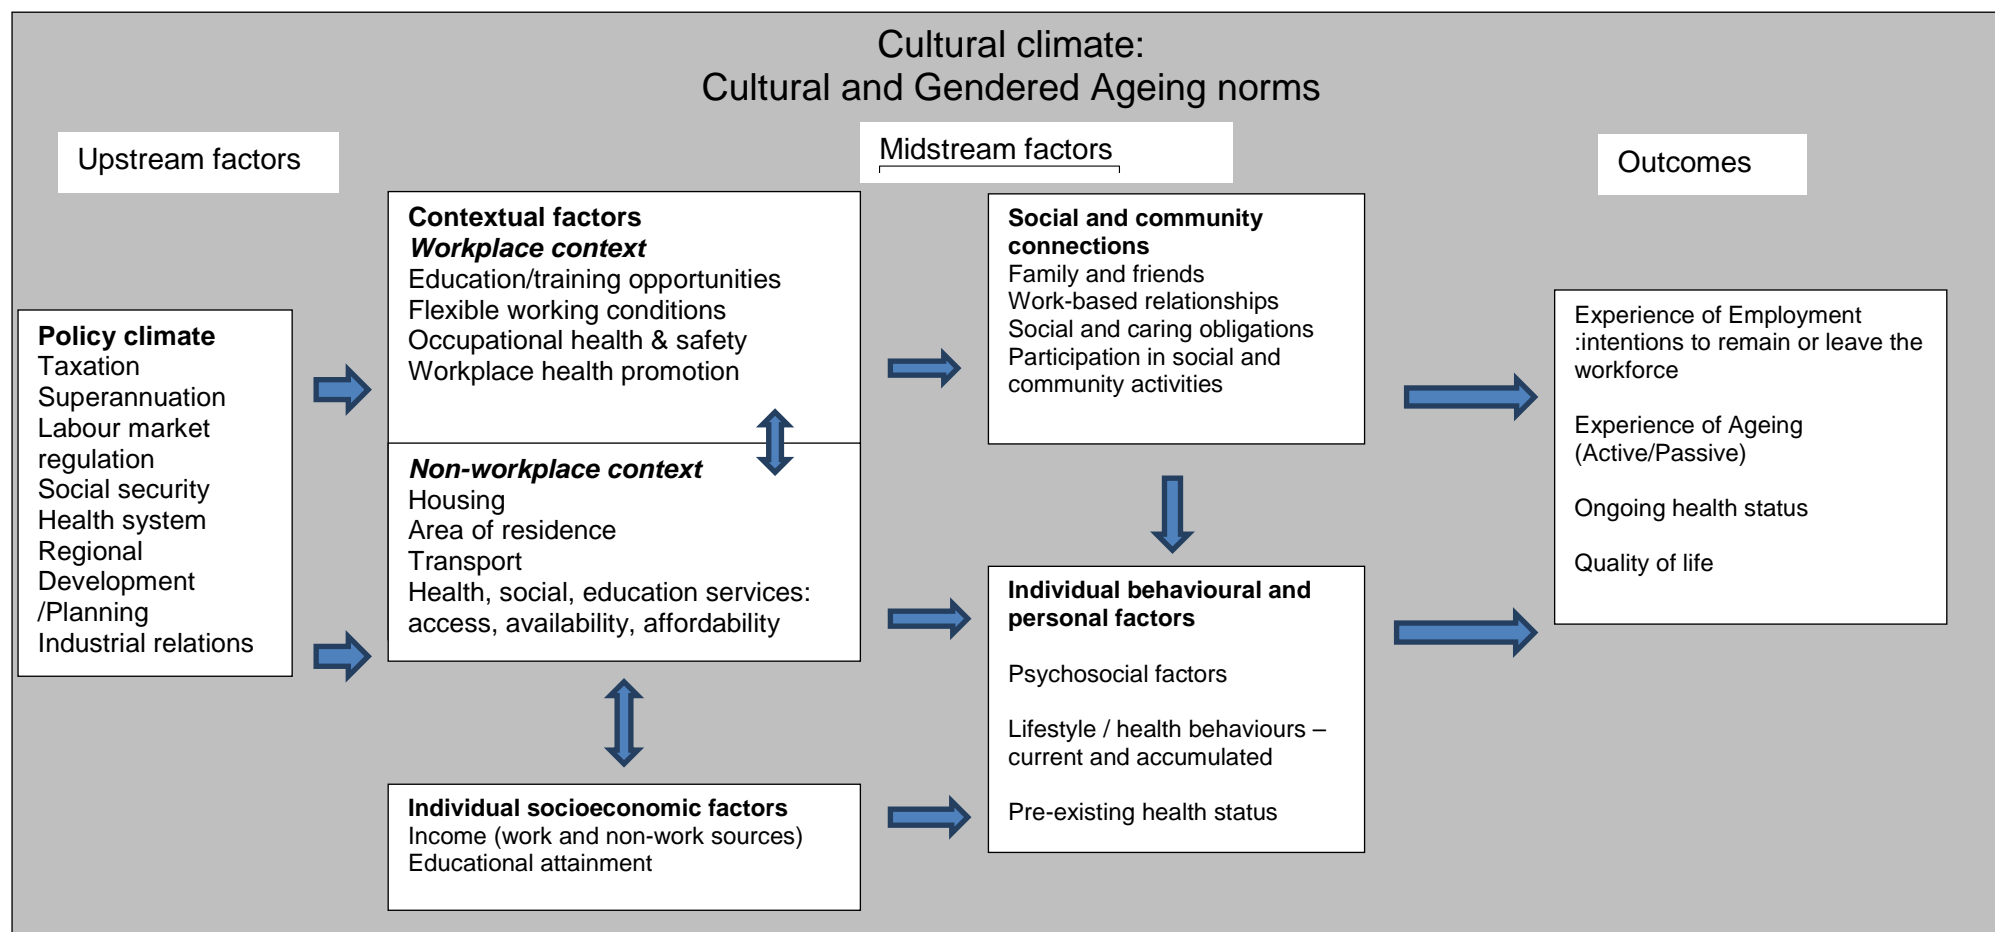 Cultural climate:
Cultural and Gendered Ageing norms
Upstream factors
Midstream factors
Outcomes
Policy climate
Taxation
Superannuation
Labour market
regulation
Social security
Health system
Regional
Development
/Planning
Industrial relations
Contextual factors
Workplace context
Education/training opportunities
Flexible working conditions
Occupational health & safety
Workplace health promotion
Non-workplace context
Housing
Area of residence
Transport
Health, social, education services:
access, availability, affordability
Individual socioeconomic factors
Income (work and non-work sources)
Educational attainment
Social and community
connections
Family and friends
Work-based relationships
Social and caring obligations
Participation in social and
community activities
Individual behavioural and
personal factors
Psychosocial factors
Lifestyle / health behaviours –
current and accumulated
Pre-existing health status
Experience of Employment
:intentions to remain or leave the
workforce
Experience of Ageing
(Active/Passive)
Ongoing health status
Quality of life